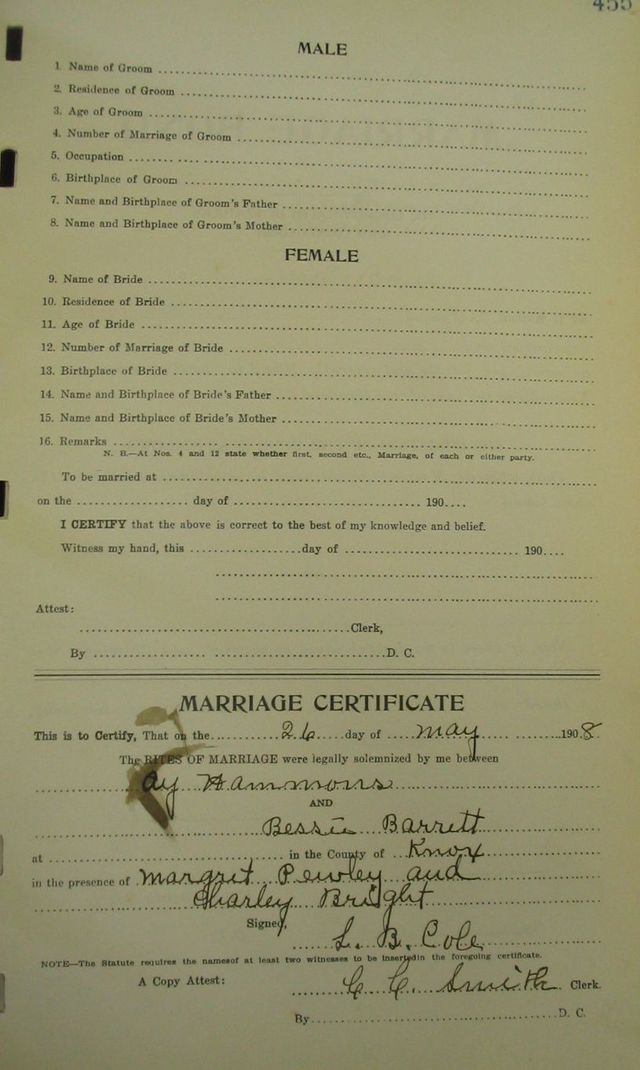 455
MALE
1 Name of Groom
2. Residence of Groom
3. Age of Groom
4. Number of Marriage of Groom
5. Occupation
6. Birthplace of Groom
7. Name and Birthplace of Groom's Father
8. Name and Birthplace of Groom's Mother
FEMALE
9. Name of Bride
10. Residence of Bride
11. Age of Bride
12. Number of Marriage of Bride
13. Birthplace of Bride
14. Name and Birthplace of Bride's Father
15. Name and Birthplace of Bride's Mother
16. Remarks
N. B.—At Nos. 4 and 12 state whether first, second etc., Marriage, of each or either party.
To be married at
on the day of 190
I CERTIFY that the above is correct to the best of my knowledge and belief.
Witness my hand, this day of 190
Attest:
Clerk,
By D. C.
MARRIAGE CERTIFICATE
This is to Certify, That on the 26 day of may 1908
The RITES OF MARRIAGE were legally solemnized by me between
ay Hammons
AND
Bessie Barrett
at in the County of Knox
in the presence of Margrit Pewley and
Charley Bright
Signed, L. B. Cole
NOTE—The Statute requires the names of at least two witnesses to be inserted in the foregoing certificate.
A Copy Attest: C. C. Smith Clerk.
By D. C.